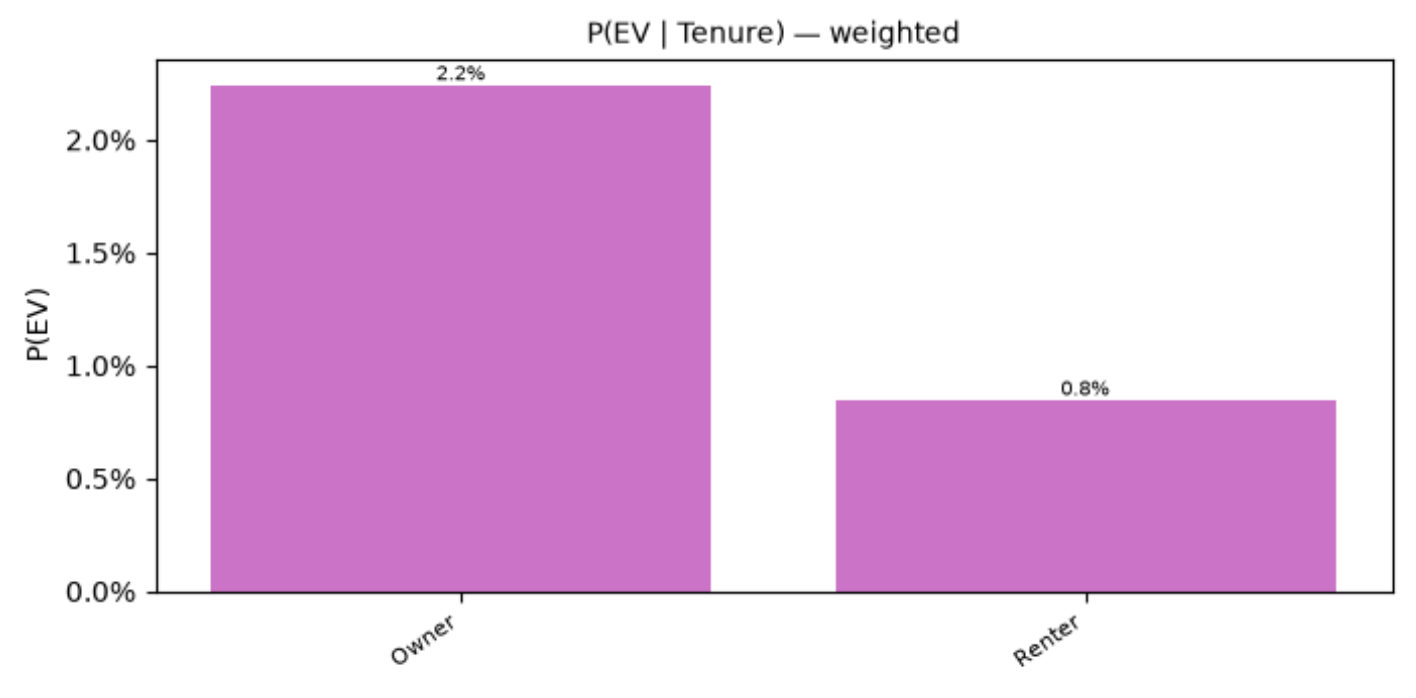 P(EV | Tenure) — weighted
2.2%
2.0%
1.5%
P(EV)
1.0%
0.8%
0.5%
0.0%
Owner
Renter